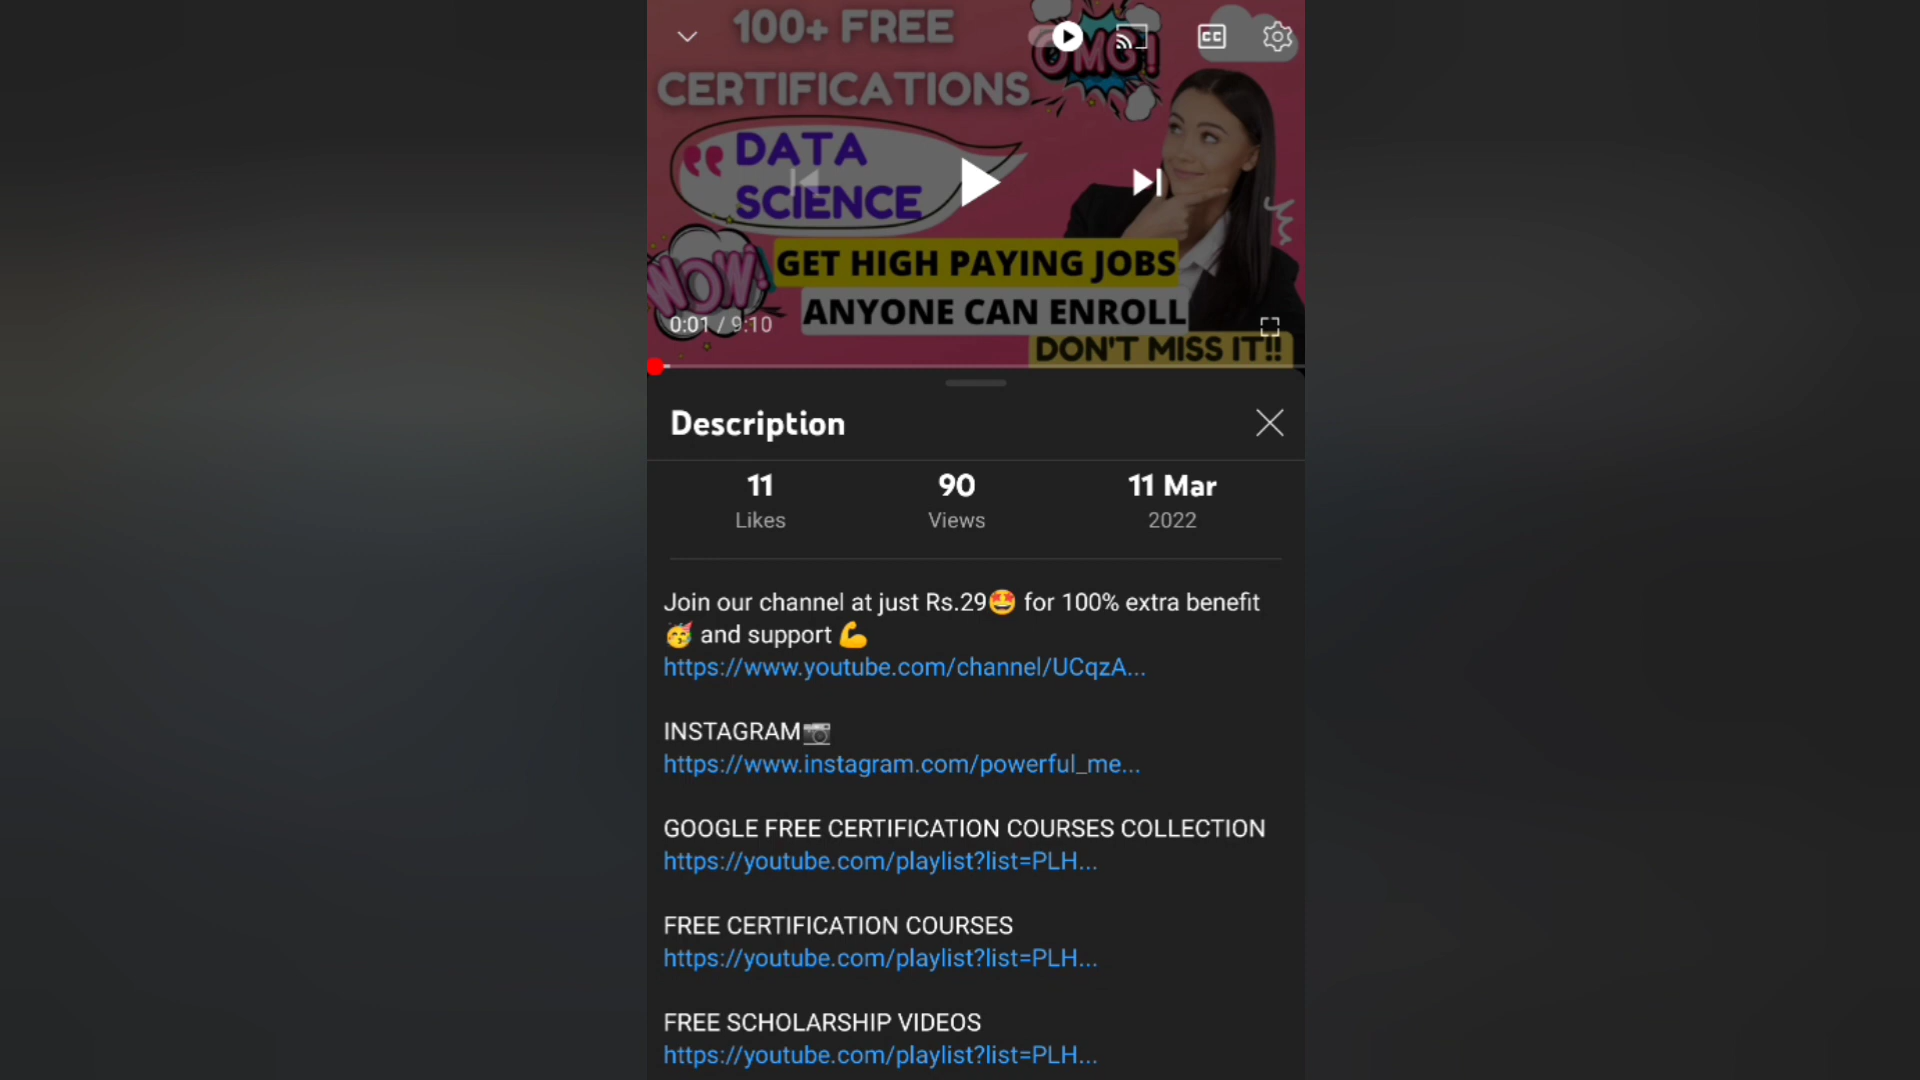 100+ FREE
CERTIFICATIONS
OMG!
CC
DATA
SCIENCE
WOW!
GET HIGH PAYING JOBS
ANYONE CAN ENROLL
0:01 / 9:10
DON'T MISS IT!!
Description
11 90 11 Mar
Likes Views 2022
Join our channel at just Rs.29🤩 for 100% extra benefit
🥳 and support 💪
https://www.youtube.com/channel/UCqzA...
INSTAGRAM📷
https://www.instagram.com/powerful_me...
GOOGLE FREE CERTIFICATION COURSES COLLECTION
https://youtube.com/playlist?list=PLH...
FREE CERTIFICATION COURSES
https://youtube.com/playlist?list=PLH...
FREE SCHOLARSHIP VIDEOS
https://youtube.com/playlist?list=PLH...